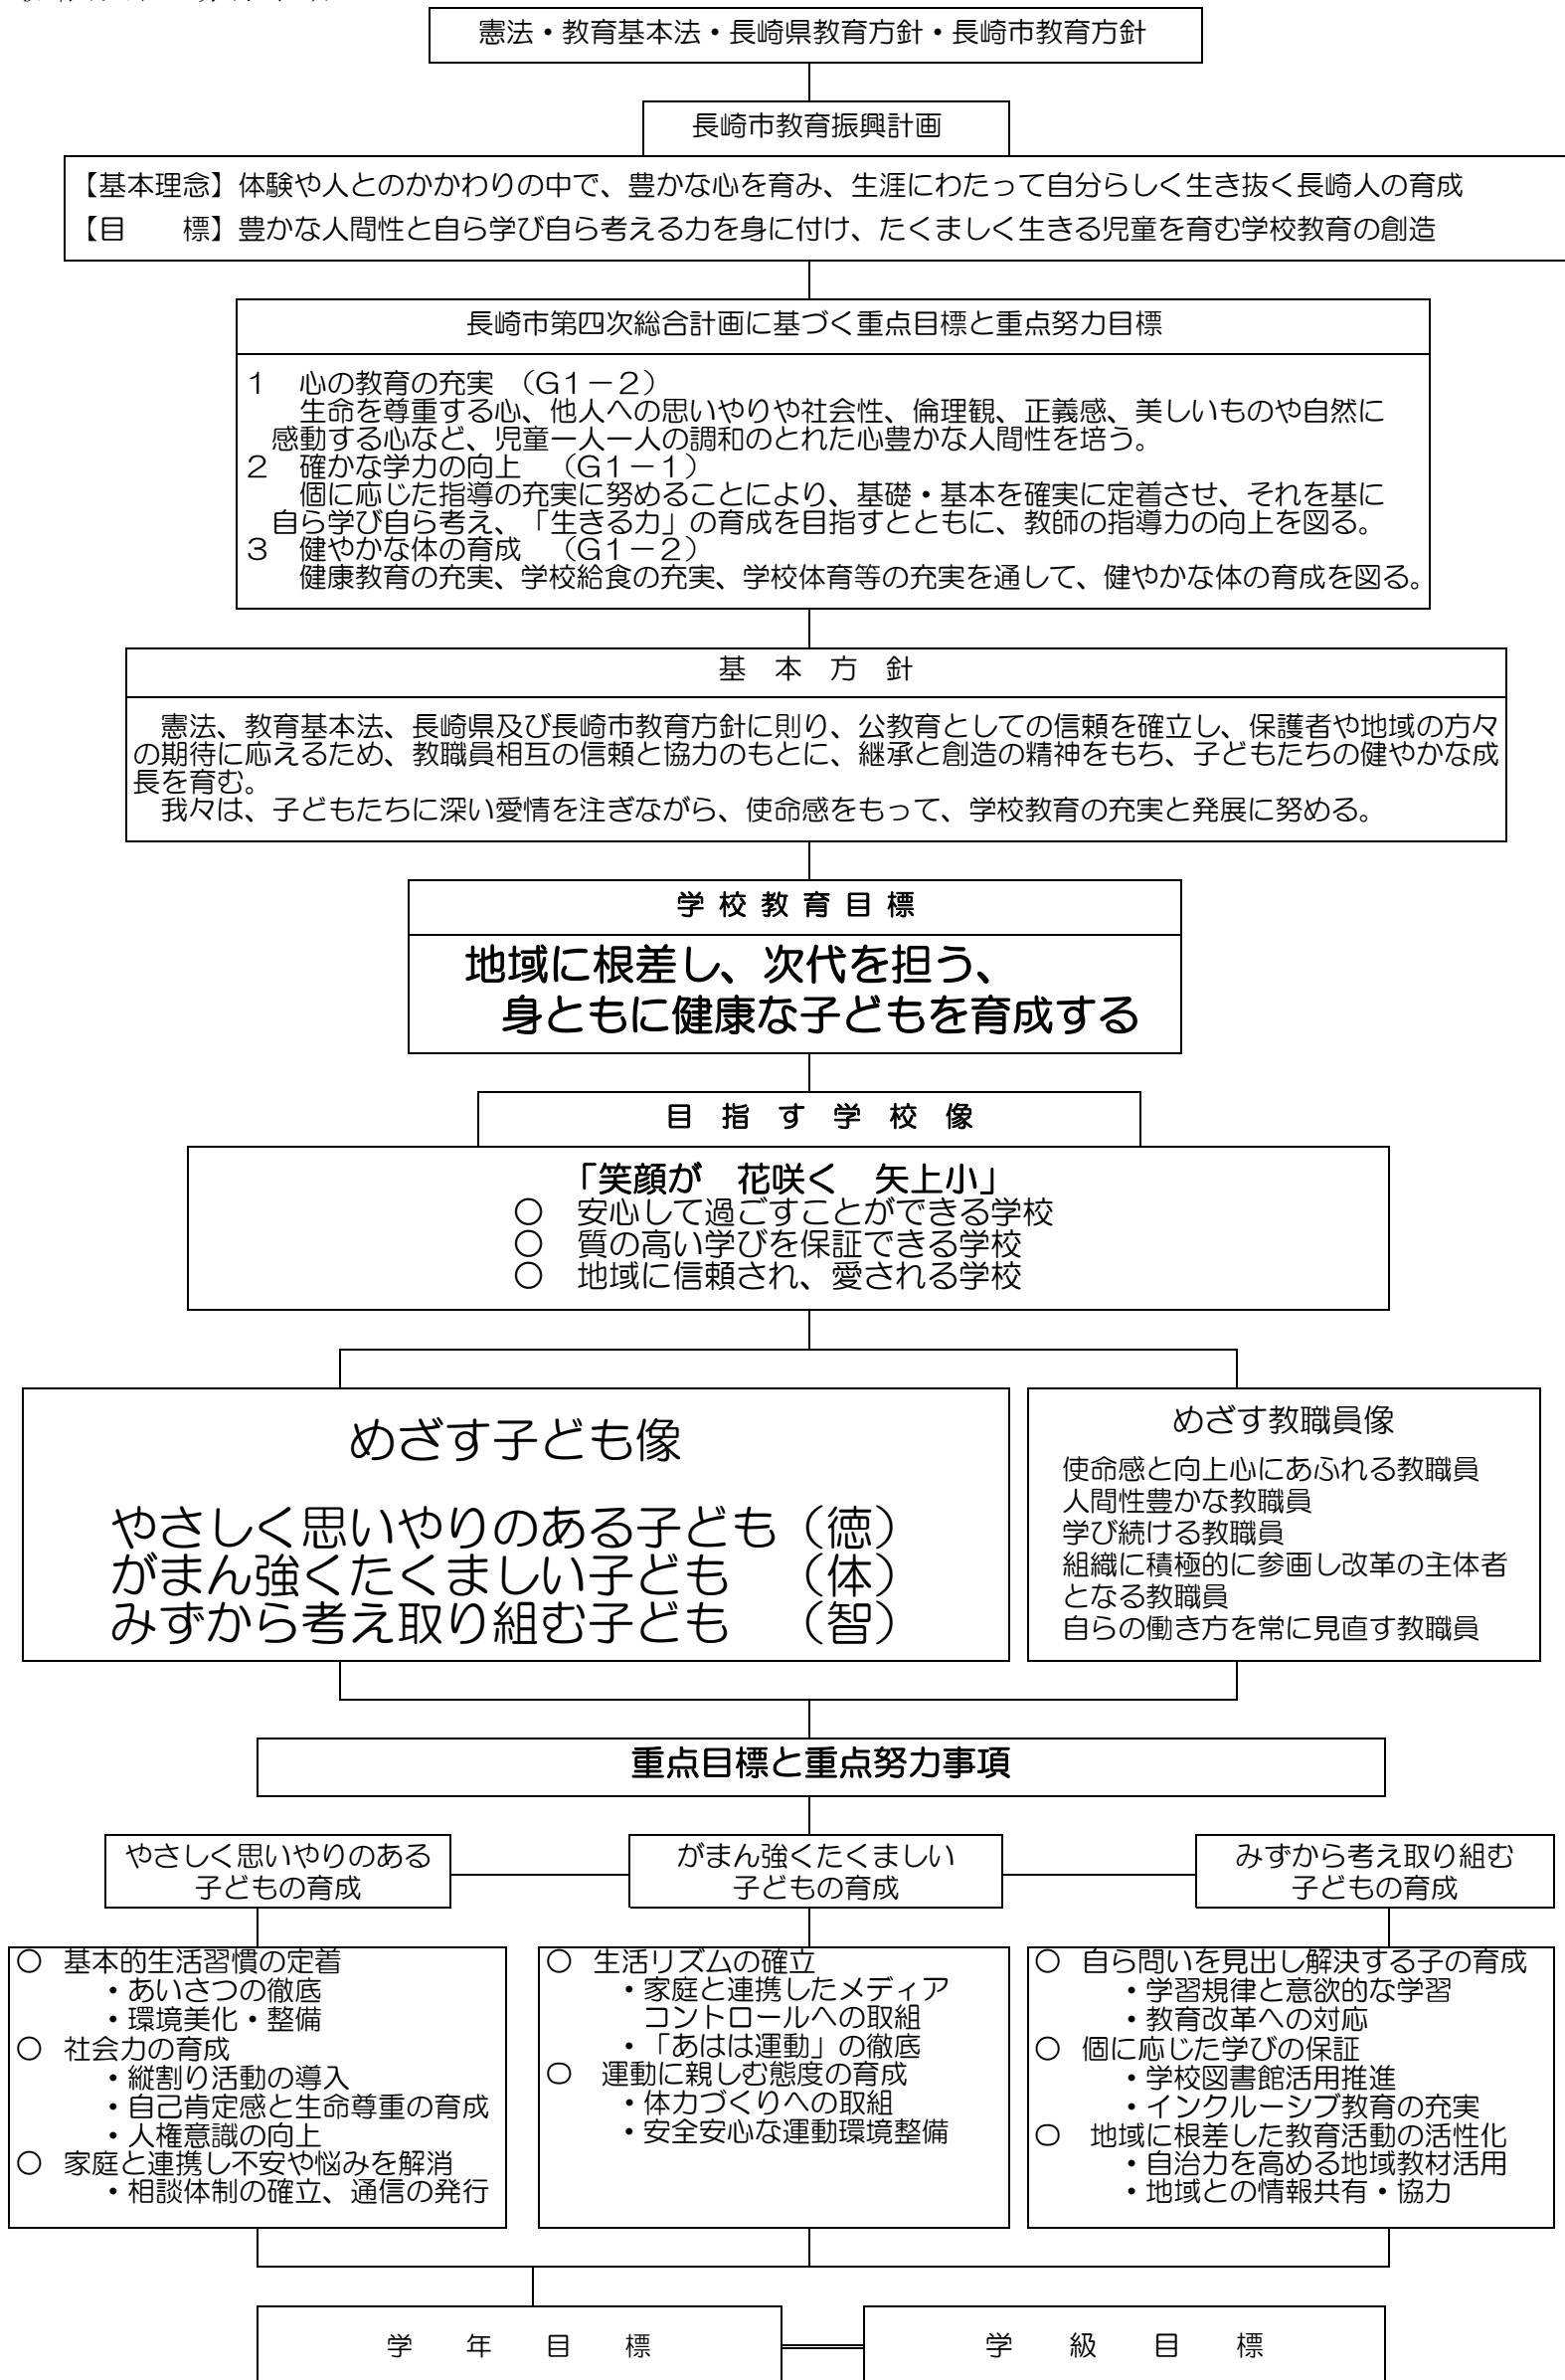 憲法・教育基本法・長崎県教育方針・長崎市教育方針
長崎市教育振興計画
【基本理念】体験や人とのかかわりの中で、豊かな心を育み、生涯にわたって自分らしく生き抜く長崎人の育成
【目　　標】豊かな人間性と自ら学び自ら考える力を身に付け、たくましく生きる児童を育む学校教育の創造
長崎市第四次総合計画に基づく重点目標と重点努力目標
１　心の教育の充実　（Ｇ１－２）
生命を尊重する心、他人への思いやりや社会性、倫理観、正義感、美しいものや自然に
感動する心など、児童一人一人の調和のとれた心豊かな人間性を培う。
２　確かな学力の向上　（Ｇ１－１）
個に応じた指導の充実に努めることにより、基礎・基本を確実に定着させ、それを基に
自ら学び自ら考え、「生きる力」の育成を目指すとともに、教師の指導力の向上を図る。
３　健やかな体の育成　（Ｇ１－２）
健康教育の充実、学校給食の充実、学校体育等の充実を通して、健やかな体の育成を図る。
基　本　方　針
憲法、教育基本法、長崎県及び長崎市教育方針に則り、公教育としての信頼を確立し、保護者や地域の方々
の期待に応えるため、教職員相互の信頼と協力のもとに、継承と創造の精神をもち、子どもたちの健やかな成
長を育む。
我々は、子どもたちに深い愛情を注ぎながら、使命感をもって、学校教育の充実と発展に努める。
学 校 教 育 目 標
地域に根差し、次代を担う、
身ともに健康な子どもを育成する
目　指　す　学　校　像
「笑顔が　花咲く　矢上小」
○　安心して過ごすことができる学校
○　質の高い学びを保証できる学校
○　地域に信頼され、愛される学校
めざす子ども像
やさしく思いやりのある子ども（徳）
がまん強くたくましい子ども　（体）
みずから考え取り組む子ども　（智）
めざす教職員像
使命感と向上心にあふれる教職員
人間性豊かな教職員
学び続ける教職員
組織に積極的に参画し改革の主体者
となる教職員
自らの働き方を常に見直す教職員
重点目標と重点努力事項
やさしく思いやりのある
子どもの育成
がまん強くたくましい
子どもの育成
みずから考え取り組む
子どもの育成
○　基本的生活習慣の定着
・あいさつの徹底
・環境美化・整備
○　社会力の育成
・縦割り活動の導入
・自己肯定感と生命尊重の育成
・人権意識の向上
○　家庭と連携し不安や悩みを解消
・相談体制の確立、通信の発行
○　生活リズムの確立
・家庭と連携したメディア
コントロールへの取組
・「あはは運動」の徹底
○　運動に親しむ態度の育成
・体力づくりへの取組
・安全安心な運動環境整備
○　自ら問いを見出し解決する子の育成
・学習規律と意欲的な学習
・教育改革への対応
○　個に応じた学びの保証
・学校図書館活用推進
・インクルーシブ教育の充実
○　地域に根差した教育活動の活性化
・自治力を高める地域教材活用
・地域との情報共有・協力
学　年　目　標
学　級　目　標